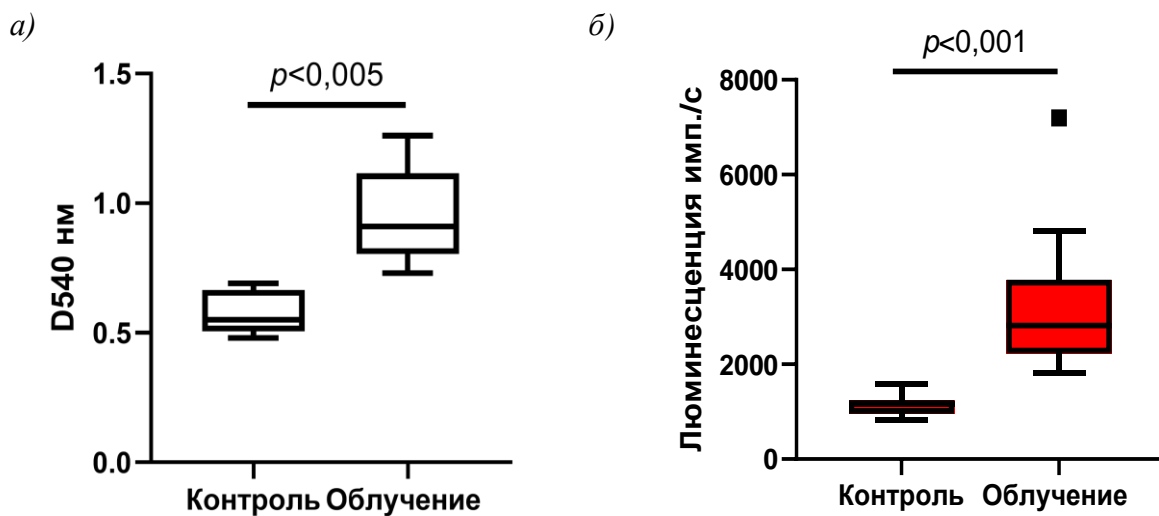 а)
p<0,005
1.5
1.0
0.5
0.0
D540 нм
Контроль Облучение
б)
p<0,001
8000
6000
4000
2000
0
Люминесценция имп./с
Контроль Облучение